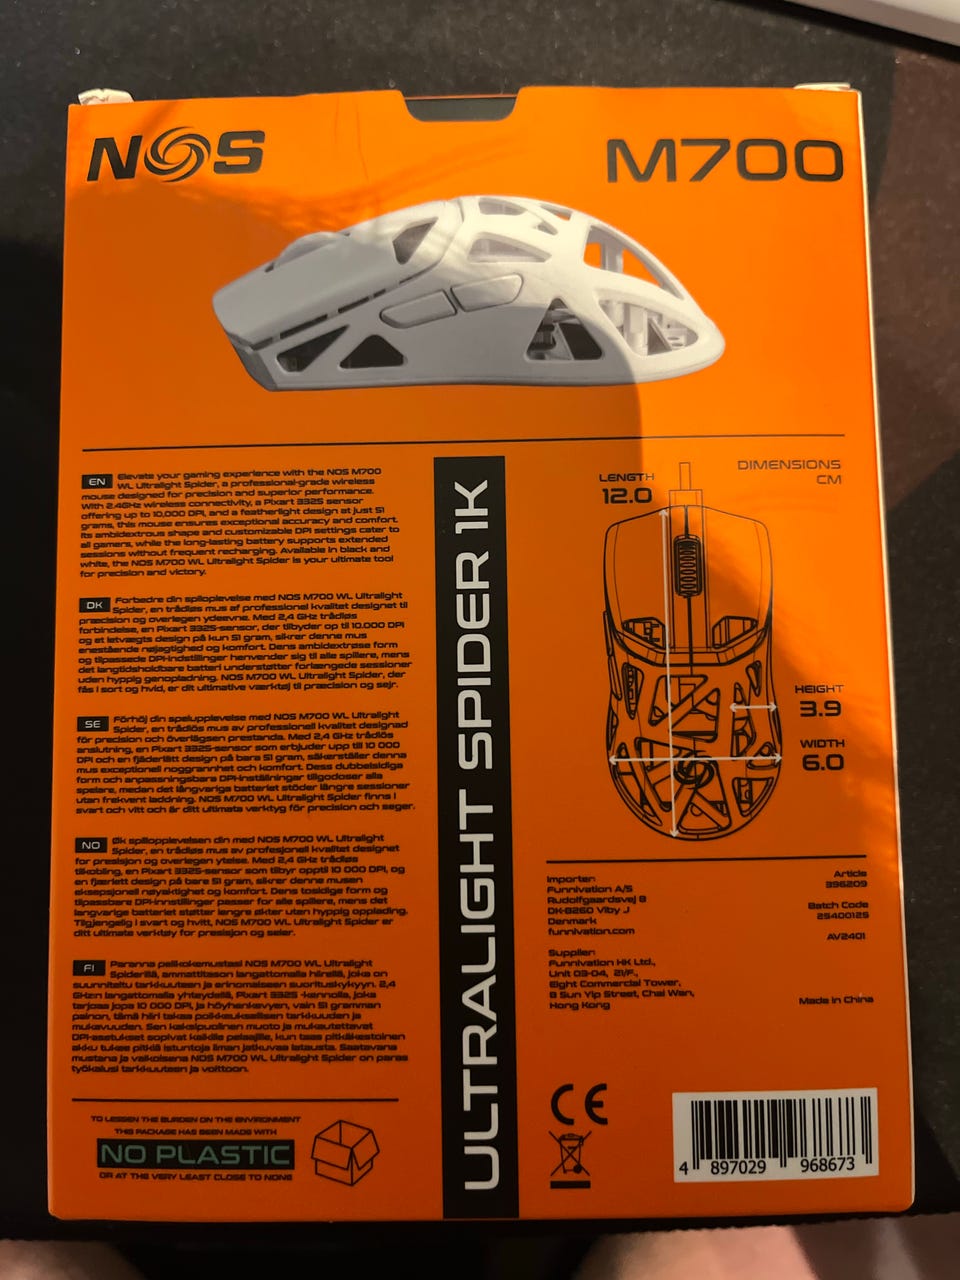 NOS
M700
EN Elevate your gaming experience with the NOS M700
WL Ultralight Spider, a professional-grade wireless
mouse designed for precision and superior performance.
With 2.4GHz wireless connectivity, a Pixart 3325 sensor
offering up to 10,000 DPI, and a featherlight design at just 51
grams, this mouse ensures exceptional accuracy and comfort.
Its ambidextrous shape and customizable DPI settings cater to
all gamers, while the long-lasting battery supports extended
sessions without frequent recharging. Available in black and
white, the NOS M700 WL Ultralight Spider is your ultimate tool
for precision and victory.
DK Forbedre din spiloplevelse med NOS M700 WL Ultralight
Spider, en trådløs mus af professionel kvalitet designet til
præcision og overlegen ydeevne. Med 2,4 GHz trådløs
forbindelse, en Pixart 3325-sensor, der tilbyder op til 10.000 DPI
og et letvægts design på kun 51 gram, sikrer denne mus
enestående nøjagtighed og komfort. Dens ambidextrøse form
og tilpassede DPI-indstillinger henvender sig til alle spillere, mens
det langtidsholdbare batteri understøtter forlængede sessioner
uden hyppig genopladning. NOS M700 WL Ultralight Spider, der
fås i sort og hvid, er dit ultimative værktøj til præcision og sejr.
SE Förhöj din spelupplevelse med NOS M700 WL Ultralight
Spider, en trådlös mus av professionell kvalitet designad
för precision och överlägsen prestanda. Med 2,4 GHz trådlös
anslutning, en Pixart 3325-sensor som erbjuder upp till 10 000
DPI och en fjäderlätt design på bara 51 gram, säkerställer denna
mus exceptionell noggrannhet och komfort. Dess dubbelsidiga
form och anpassningsbara DPI-inställningar tillgodoser alla
spelare, medan det långvariga batteriet stöder längre sessioner
utan frekvent laddning. NOS M700 WL Ultralight Spider finns i
svart och vitt och är ditt ultimata verktyg för precision och seger.
NO Øk spillopplevelsen din med NOS M700 WL Ultralight
Spider, en trådløs mus av profesjonell kvalitet designet
for presisjon og overlegen ytelse. Med 2,4 GHz trådløs
tilkobling, en Pixart 3325-sensor som tilbyr opptil 10 000 DPI, og
en fjærlett design på bare 51 gram, sikrer denne musen
eksepsjonell nøyaktighet og komfort. Dens tosidige form og
tilpassbare DPI-innstillinger passer for alle spillere, mens det
langvarige batteriet støtter lengre økter uten hyppig opplading.
Tilgjengelig i svart og hvitt, NOS M700 WL Ultralight Spider er
ditt ultimate verktøy for presisjon og seier.
FI Paranna pelikokemustasi NOS M700 WL Ultralight
Spiderillä, ammattitason langattomalla hiirellä, joka on
suunniteltu tarkkuuteen ja erinomaiseen suorituskykyyn. 2,4
GHz:n langattomalla yhteydellä, Pixart 3325 -kennolla, joka
tarjoaa jopa 10 000 DPI, ja höyhenkevyen, vain 51 gramman
painon, tämä hiiri takaa poikkeuksellisen tarkkuuden ja
mukavuuden. Sen kaksipuolinen muoto ja mukautettavat
DPI-asetukset sopivat kaikille pelaajille, kun taas pitkäkestoinen
akku tukee pitkiä istuntoja ilman jatkuvaa latausta. Saatavana
mustana ja valkoisena NOS M700 WL Ultralight Spider on paras
työkalusi tarkkuuteen ja voittoon.
TO LESSEN THE BURDEN ON THE ENVIRONMENT
THIS PACKAGE HAS BEEN MADE WITH
NO PLASTIC
OR AT THE VERY LEAST CLOSE TO NONE
ULTRALIGHT SPIDER 1K
DIMENSIONS
CM
LENGTH
12.0
HEIGHT
3.9
WIDTH
6.0
Importer:
Funnivation A/S
Rudolfgaardsvej 8
DK-8260 Viby J
Denmark
funnivation.com
Supplier:
Funnivation HK Ltd.,
Unit 03-04, 21/F.,
Eight Commercial Tower,
8 Sun Yip Street, Chai Wan,
Hong Kong
Article
396209
Batch Code
25400125
AV2401
Made in China
CE
4 897029 968673